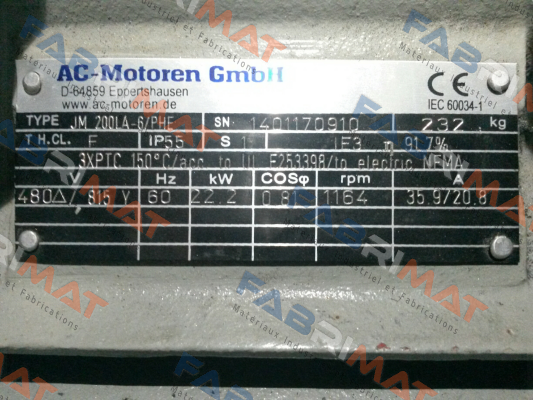 AC-Motoren GmbH
D-64859 Eppertshausen
www.ac-motoren.de
CE
IEC 60034-1
TYPE JM 200LA-6/PHE SN: 1401170910 232 kg
TH.CL. F IP55 S1 IE3 η 91.7%
3XPTC 150°C/acc. to UL E253398/to electric NEMA
V Hz kW COSφ rpm A
480Δ/ 815 Y 60 22.2 0.81 1164 35.9/20.8
FABRIMAT